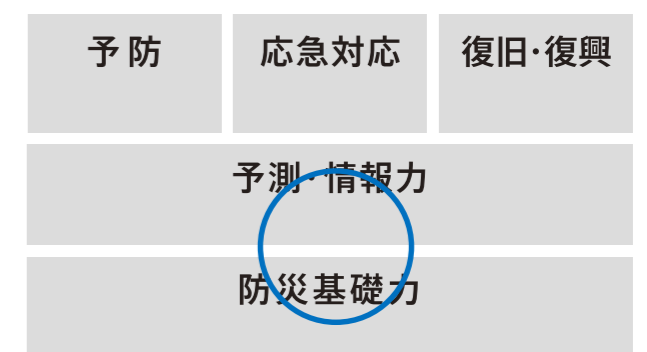 予防
応急対応
復旧・復興
予測・情報力
防災基礎力